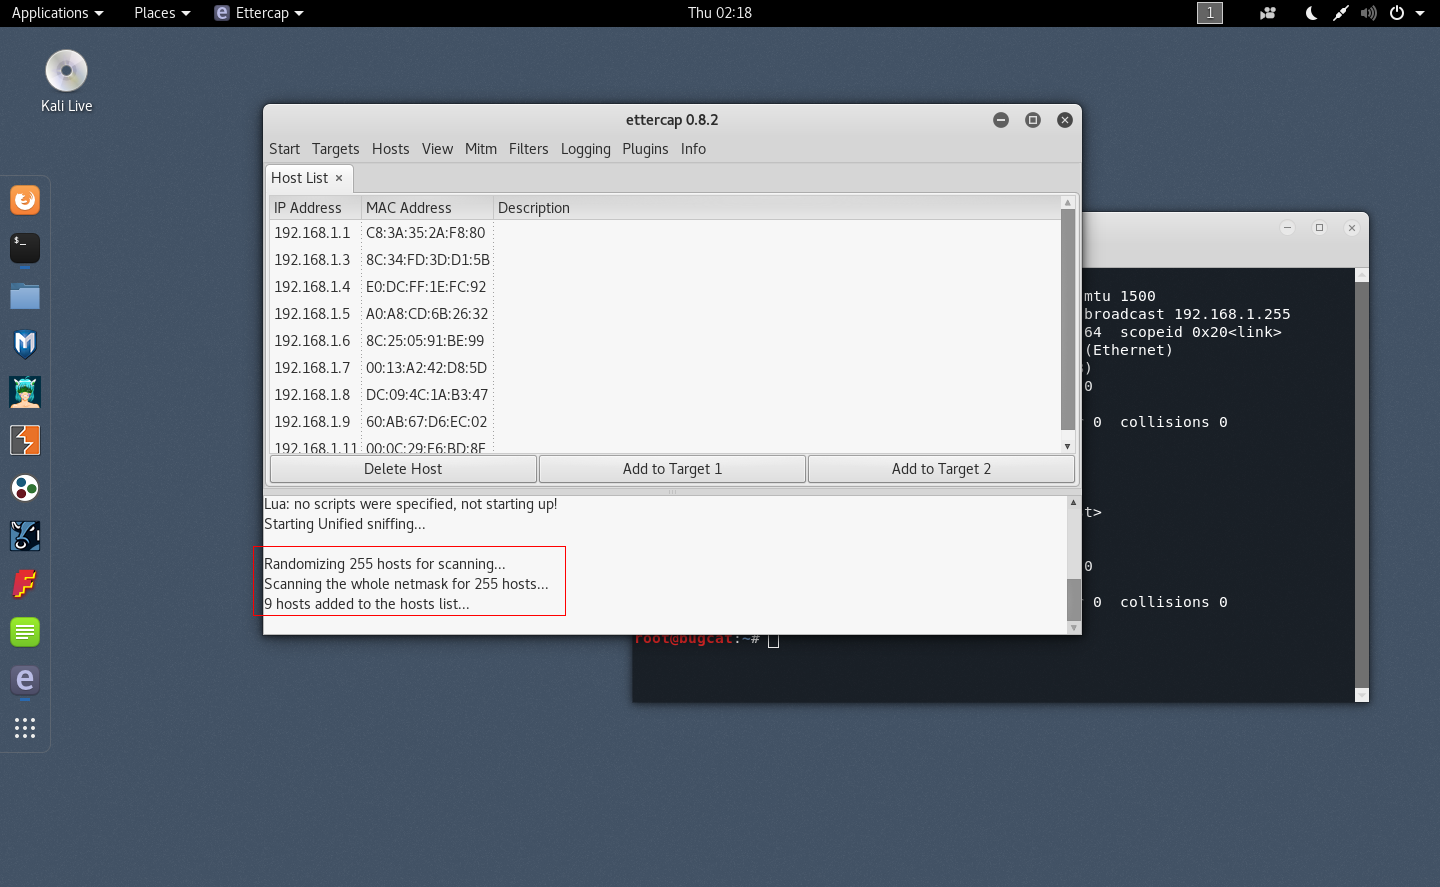 Applications Places Ettercap Thu 02:18 1
Kali Live
ettercap 0.8.2
Start Targets Hosts View Mitm Filters Logging Plugins Info
Host List ×
IP Address MAC Address Description
192.168.1.1 C8:3A:35:2A:F8:80
192.168.1.3 8C:34:FD:3D:D1:5B
192.168.1.4 E0:DC:FF:1E:FC:92
192.168.1.5 A0:A8:CD:6B:26:32
192.168.1.6 8C:25:05:91:BE:99
192.168.1.7 00:13:A2:42:D8:5D
192.168.1.8 DC:09:4C:1A:B3:47
192.168.1.9 60:AB:67:D6:EC:02
192.168.1.11 00:0C:29:E6:BD:8F
Delete Host Add to Target 1 Add to Target 2
Lua: no scripts were specified, not starting up!
Starting Unified sniffing...
Randomizing 255 hosts for scanning...
Scanning the whole netmask for 255 hosts...
9 hosts added to the hosts list...
mtu 1500
broadcast 192.168.1.255
64 scopeid 0x20<link>
(Ethernet)
)
0
0 collisions 0
t>
0
0 collisions 0
root@bugcat:~#